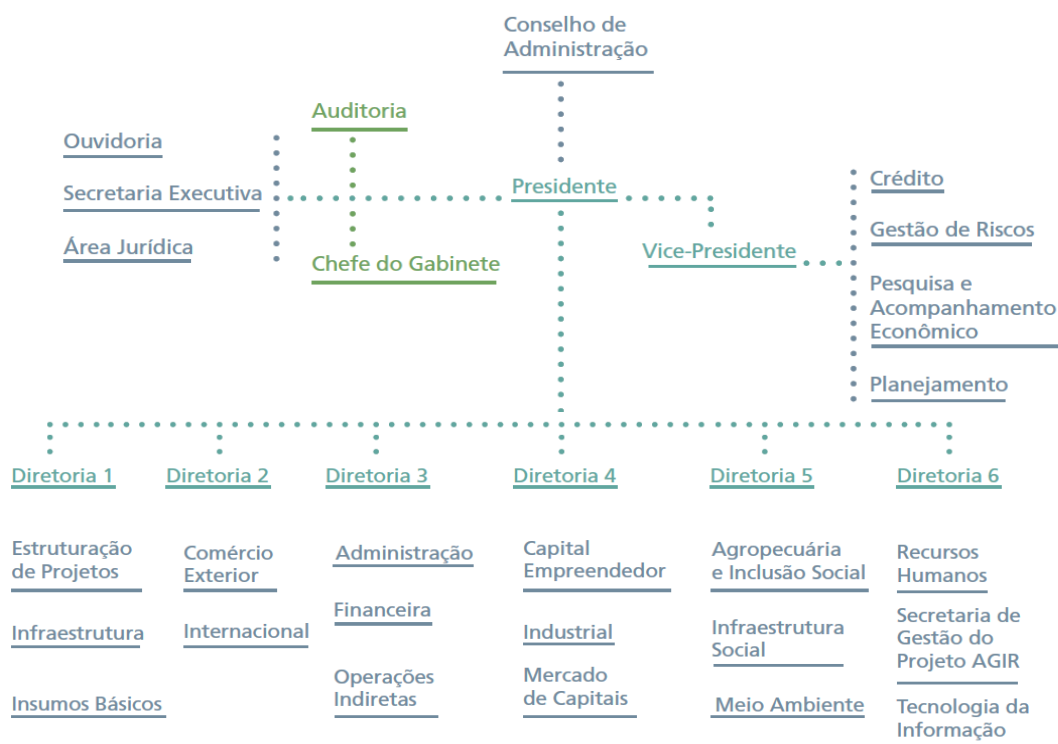 Conselho de
Administração
Auditoria
Ouvidoria
Secretaria Executiva
Área Jurídica
Chefe do Gabinete
Presidente
Vice-Presidente
Crédito
Gestão de Riscos
Pesquisa e
Acompanhamento
Econômico
Planejamento
Diretoria 1
Diretoria 2
Diretoria 3
Diretoria 4
Diretoria 5
Diretoria 6
Estruturação
de Projetos
Infraestrutura
Insumos Básicos
Comércio
Exterior
Internacional
Administração
Financeira
Operações
Indiretas
Capital
Empreendedor
Industrial
Mercado
de Capitais
Agropecuária
e Inclusão Social
Infraestrutura
Social
Meio Ambiente
Recursos
Humanos
Secretaria de
Gestão do
Projeto AGIR
Tecnologia da
Informação